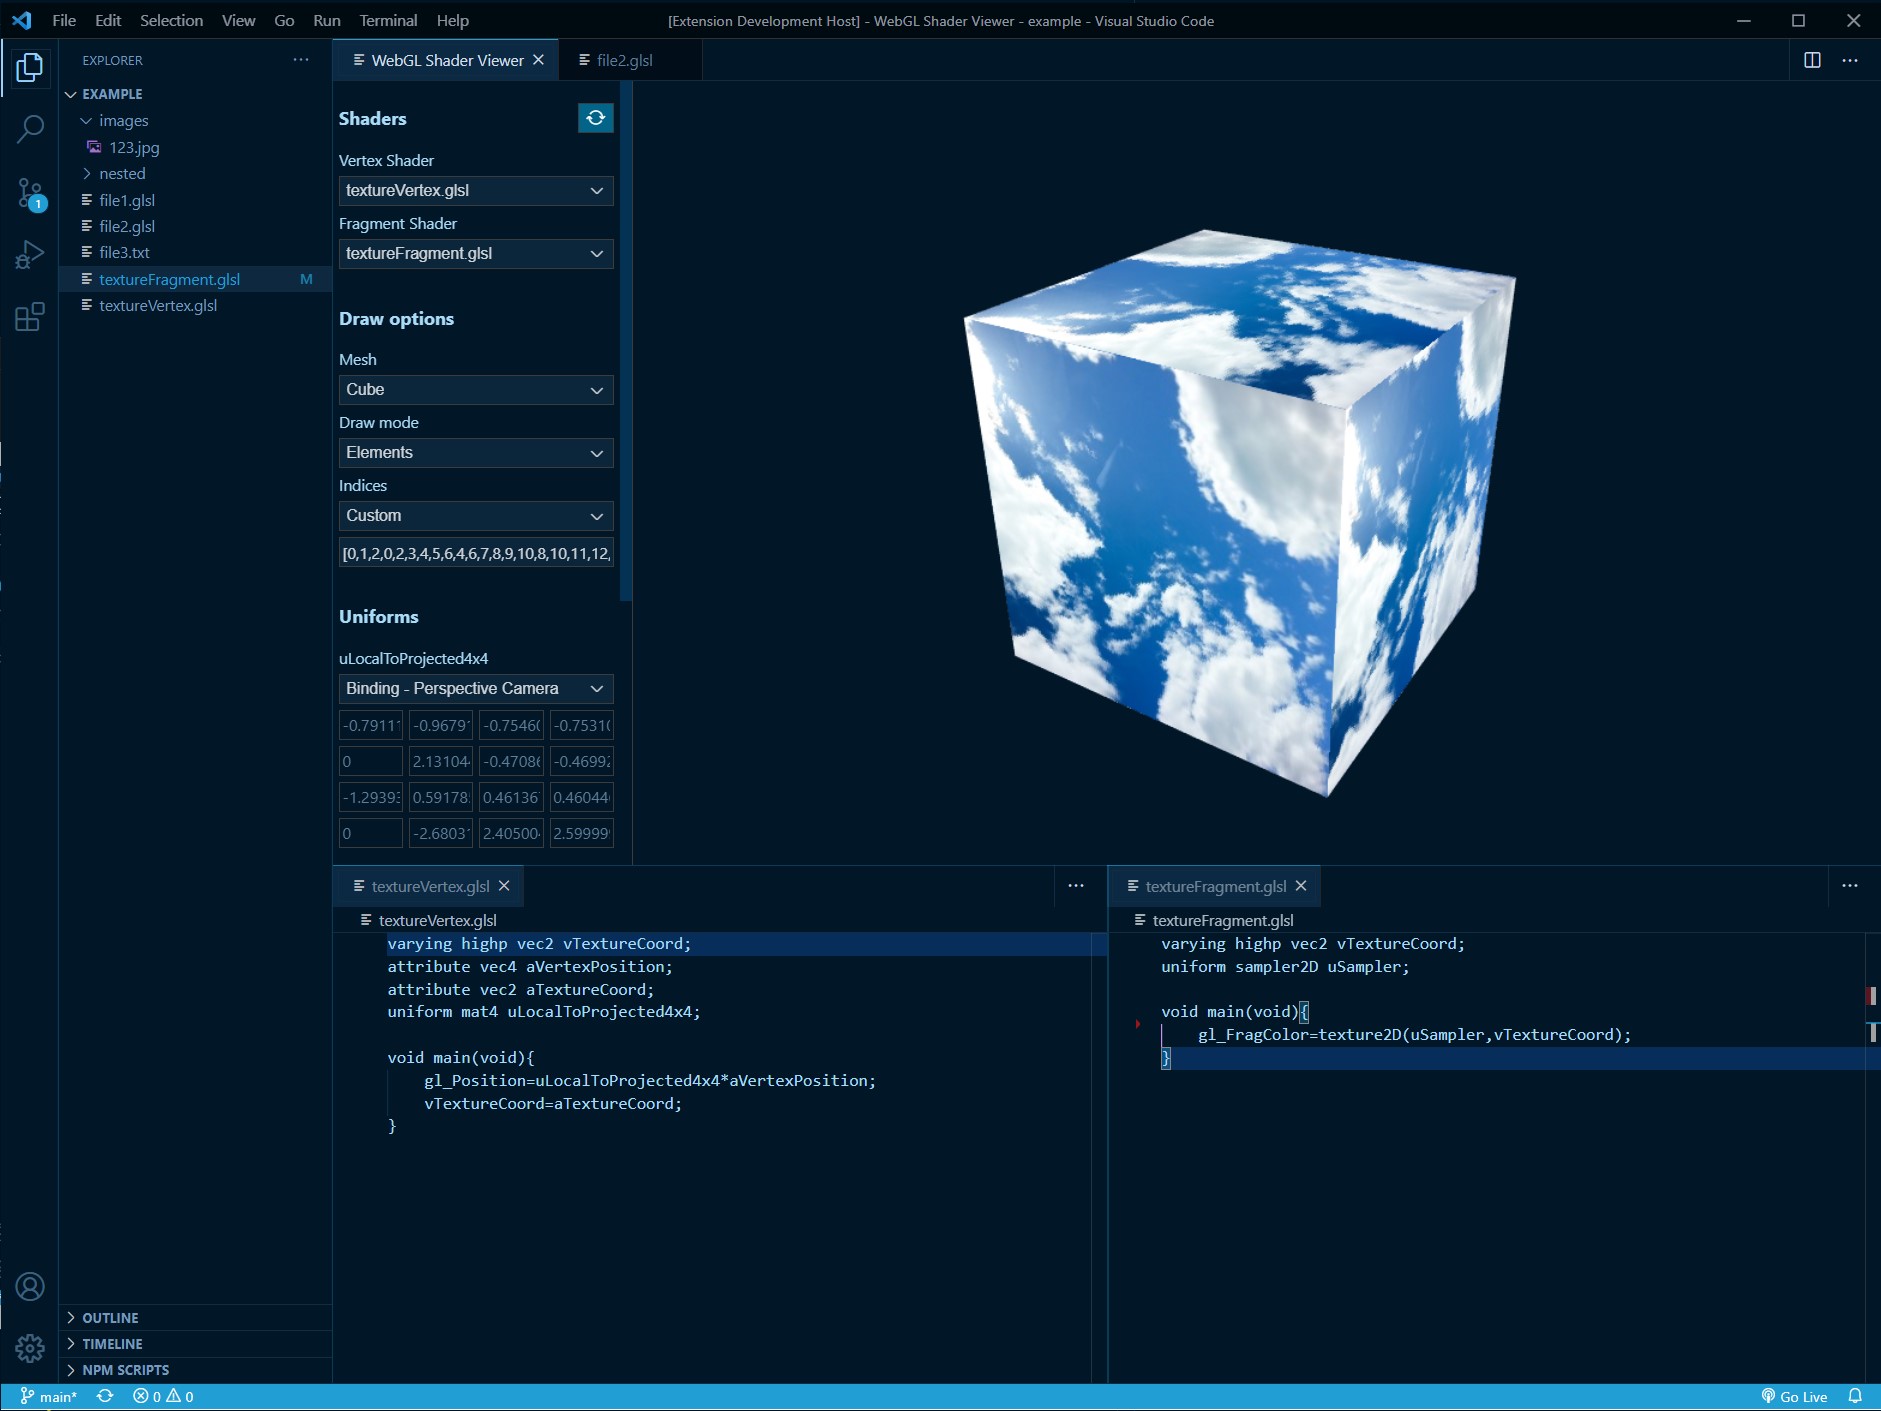 File Edit Selection View Go Run Terminal Help
[Extension Development Host] - WebGL Shader Viewer - example - Visual Studio Code
EXPLORER
EXAMPLE
images
123.jpg
nested
file1.glsl
file2.glsl
file3.txt
textureFragment.glsl M
textureVertex.glsl
1
OUTLINE
TIMELINE
NPM SCRIPTS
WebGL Shader Viewer
file2.glsl
Shaders
Vertex Shader
textureVertex.glsl
Fragment Shader
textureFragment.glsl
Draw options
Mesh
Cube
Draw mode
Elements
Indices
Custom
[0,1,2,0,2,3,4,5,6,4,6,7,8,9,10,8,10,11,12,
Uniforms
uLocalToProjected4x4
Binding - Perspective Camera
-0.7911 -0.9679 -0.7546 -0.7531
0 2.13104 -0.4708 -0.4699
-1.2939 0.59178 0.46136 0.46044
0 -2.6803 2.40500 2.59999
textureVertex.glsl
textureVertex.glsl
varying highp vec2 vTextureCoord;
attribute vec4 aVertexPosition;
attribute vec2 aTextureCoord;
uniform mat4 uLocalToProjected4x4;
void main(void){
gl_Position=uLocalToProjected4x4*aVertexPosition;
vTextureCoord=aTextureCoord;
}
textureFragment.glsl
textureFragment.glsl
varying highp vec2 vTextureCoord;
uniform sampler2D uSampler;
void main(void){
gl_FragColor=texture2D(uSampler,vTextureCoord);
}
main* 0 0
Go Live